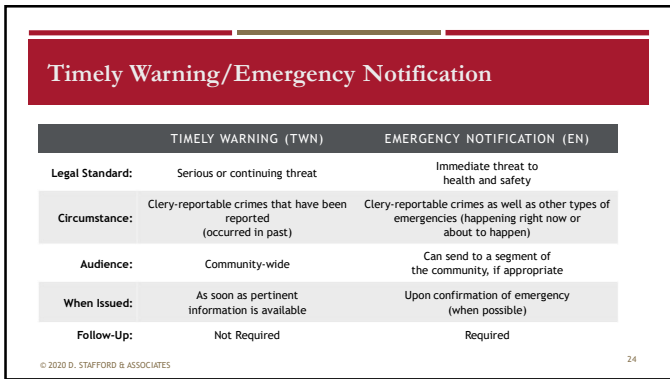 Timely Warning/Emergency Notification
TIMELY WARNING (TWN) EMERGENCY NOTIFICATION (EN)
Legal Standard: Serious or continuing threat Immediate threat to
health and safety
Circumstance: Clery-reportable crimes that have been
reported
(occurred in past)
Clery-reportable crimes as well as other types of
emergencies (happening right now or
about to happen)
Audience: Community-wide Can send to a segment of
the community, if appropriate
When Issued: As soon as pertinent
information is available
Upon confirmation of emergency
(when possible)
Follow-Up: Not Required Required
© 2020 D. STAFFORD & ASSOCIATES
24